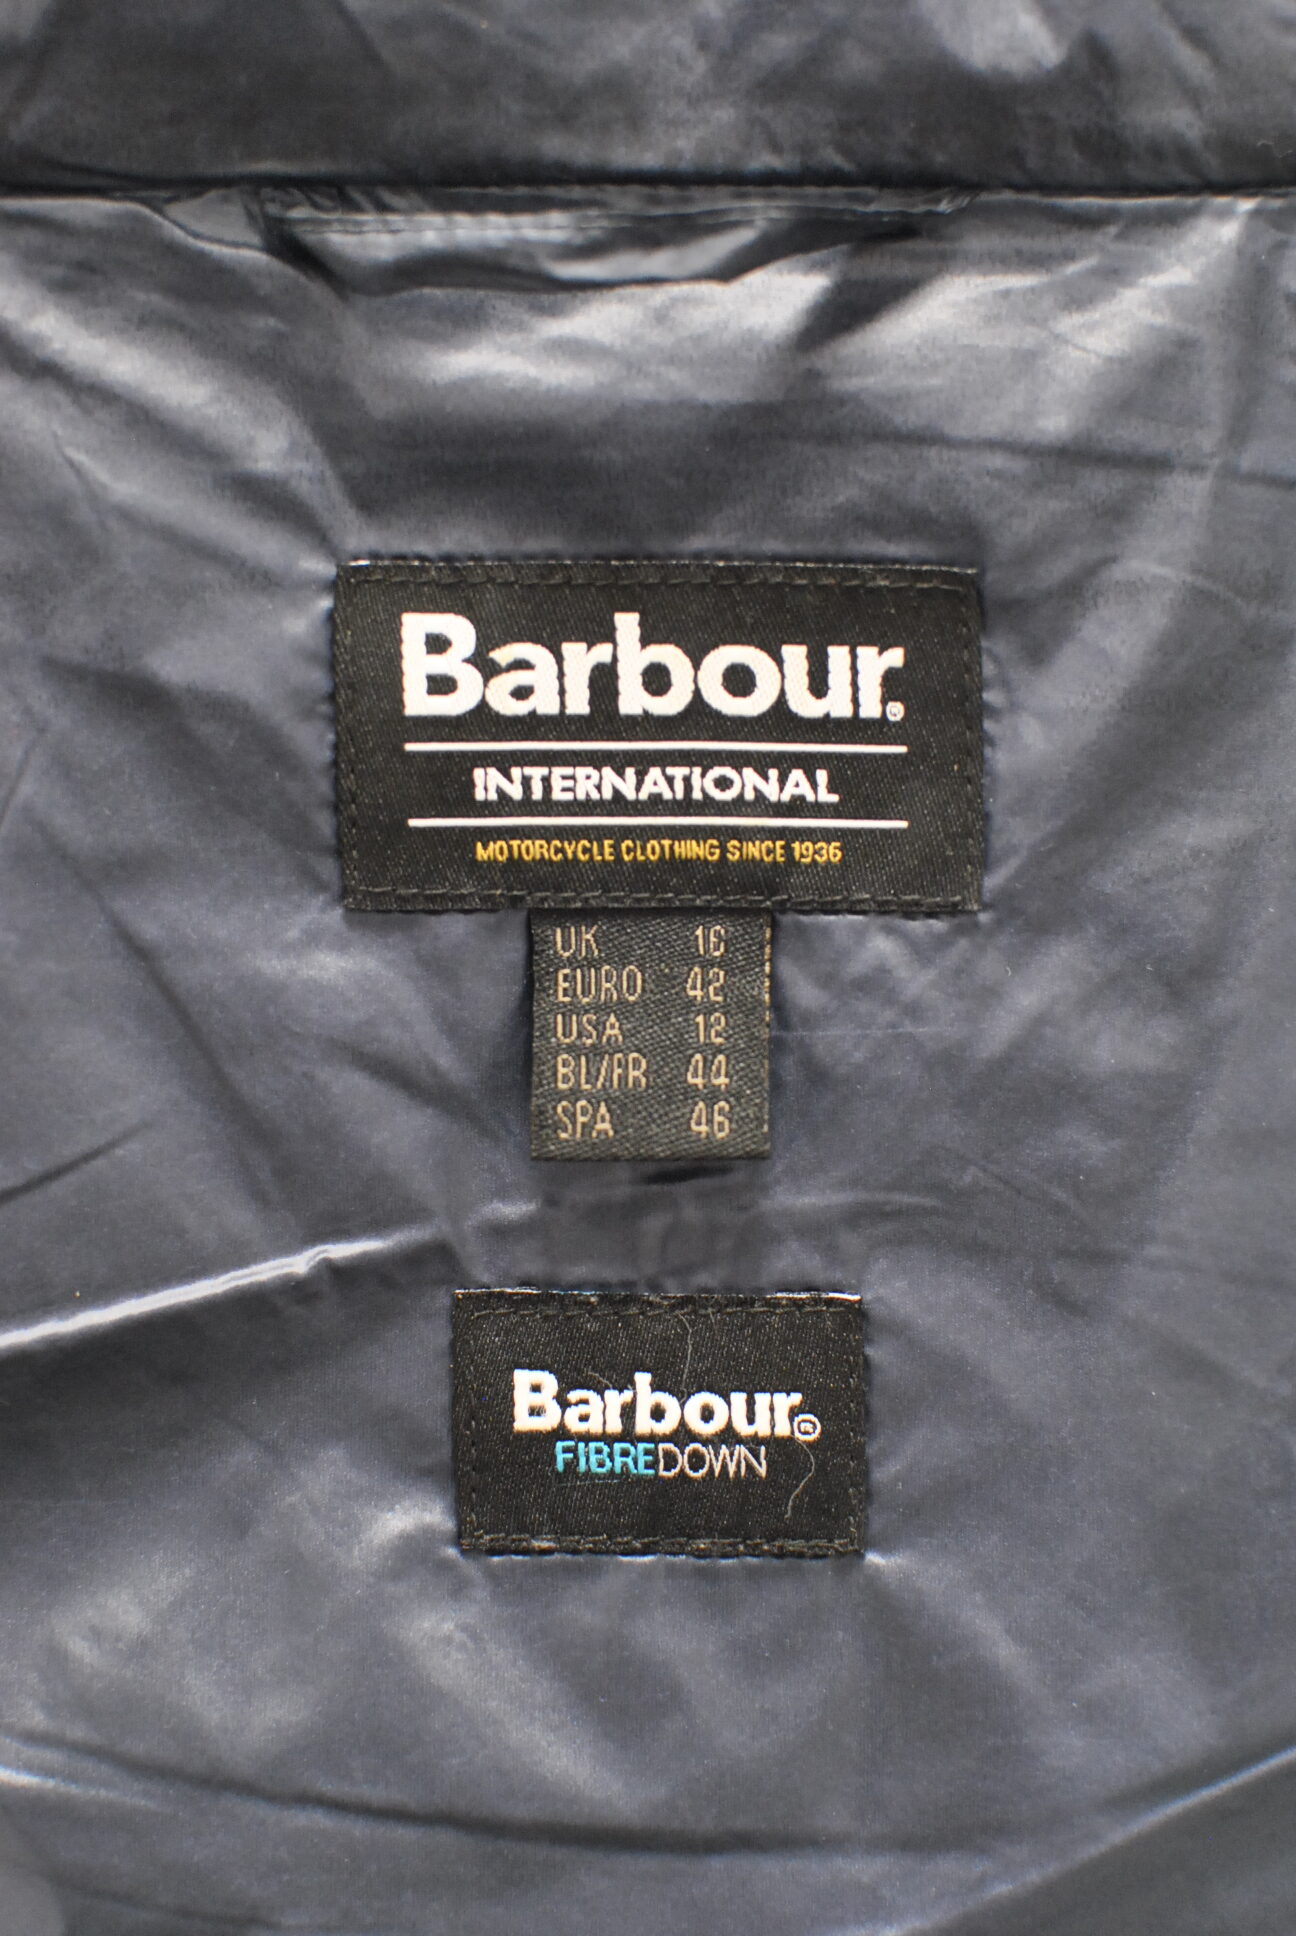 Barbour®
INTERNATIONAL
MOTORCYCLE CLOTHING SINCE 1936
UK 16
EURO 42
USA 12
BL/FR 44
SPA 46
Barbour®
FIBREDOWN